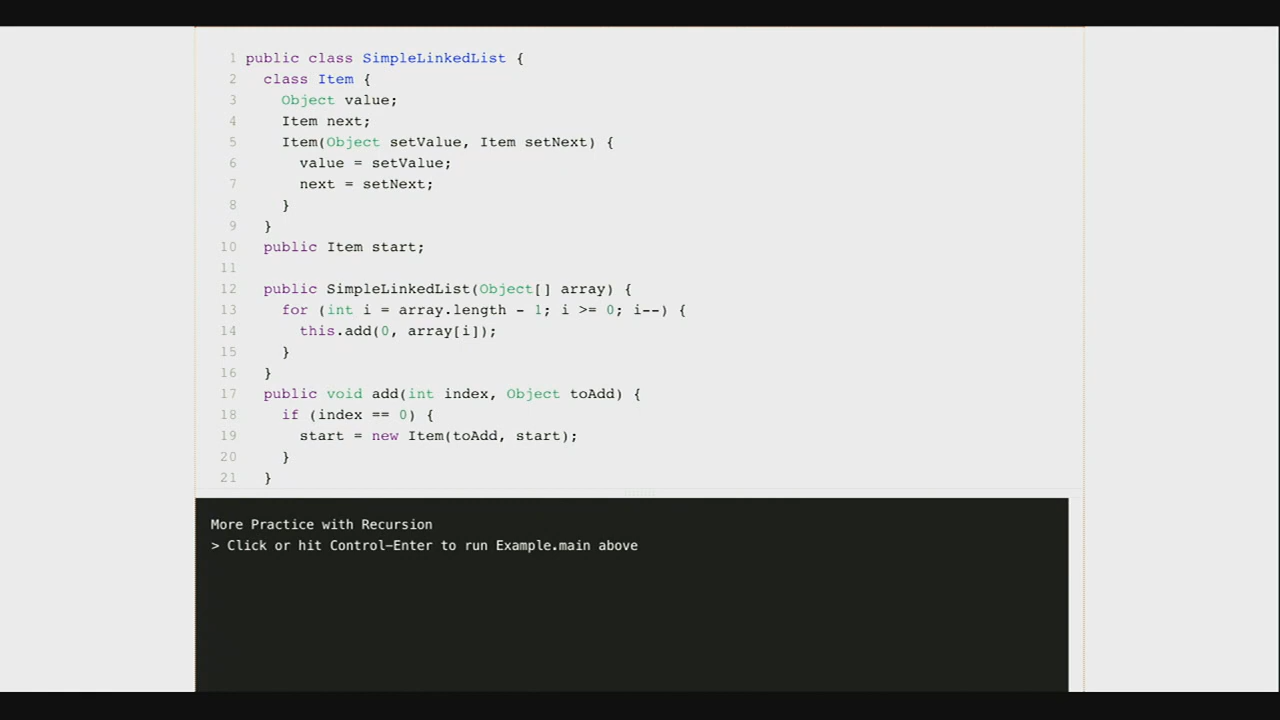 1 public class SimpleLinkedList {
2 class Item {
3 Object value;
4 Item next;
5 Item(Object setValue, Item setNext) {
6 value = setValue;
7 next = setNext;
8 }
9 }
10 public Item start;
11
12 public SimpleLinkedList(Object[] array) {
13 for (int i = array.length - 1; i >= 0; i--) {
14 this.add(0, array[i]);
15 }
16 }
17 public void add(int index, Object toAdd) {
18 if (index == 0) {
19 start = new Item(toAdd, start);
20 }
21 }
More Practice with Recursion
> Click or hit Control-Enter to run Example.main above